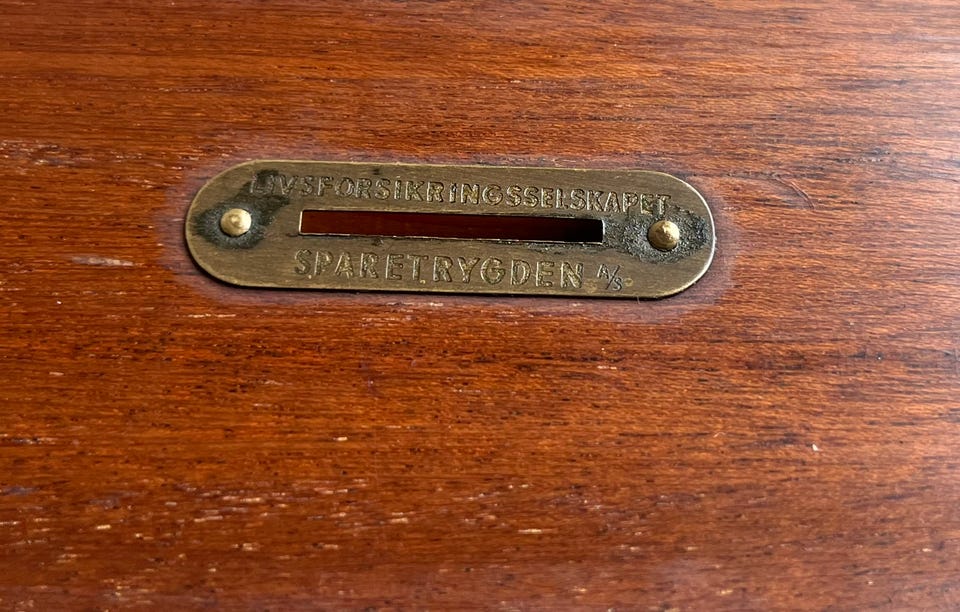 LIVSFORSIKRINGSSELSKAPET
SPARETRYGDEN A/S